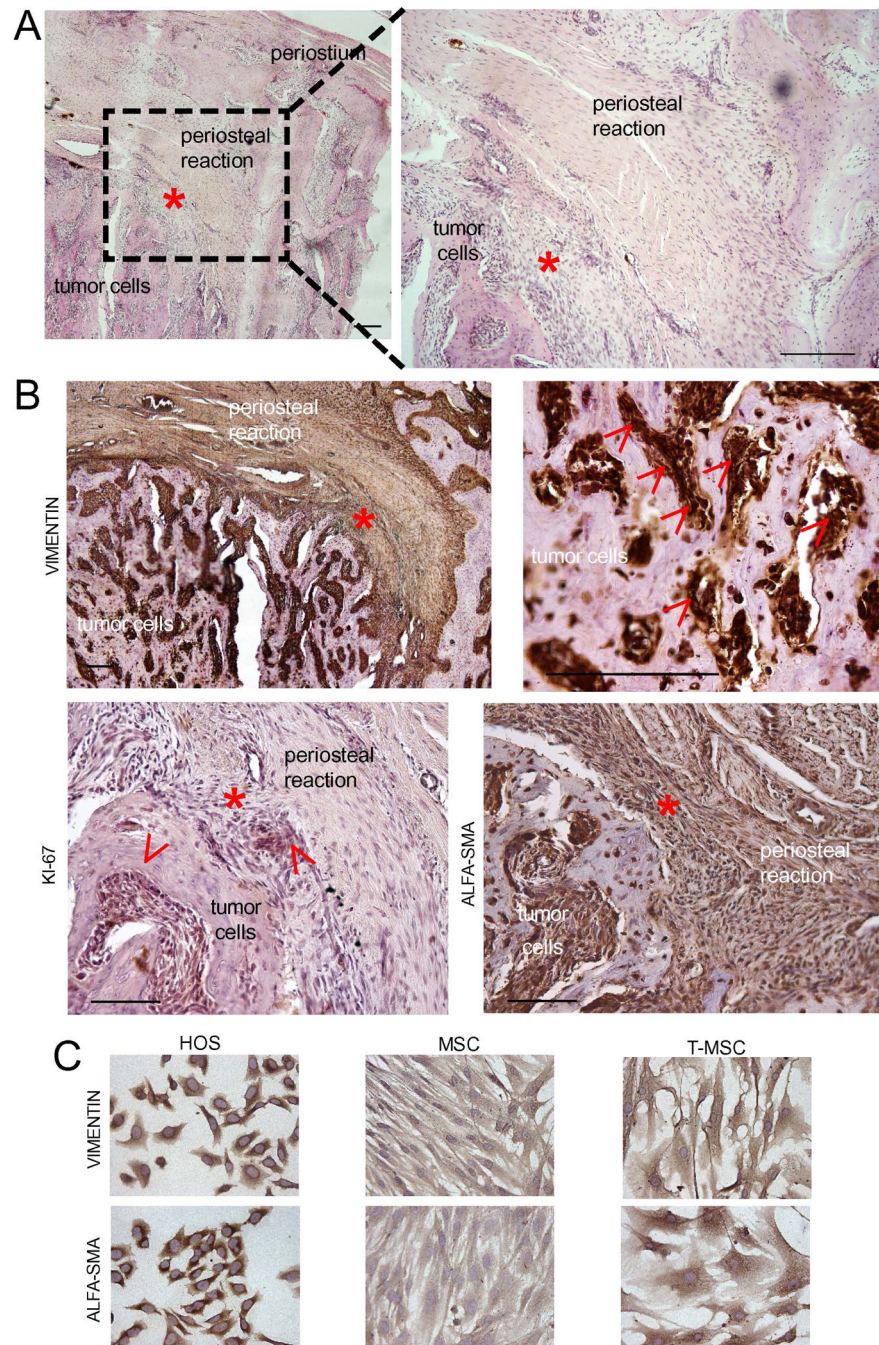 A
periostium
periosteal
reaction
*
tumor cells
periosteal
reaction
tumor
cells
*
B
VIMENTIN
periosteal
reaction
*
tumor cells
tumor cells
KI-67
periosteal
reaction
*
tumor
cells
ALFA-SMA
*
periosteal
reaction
tumor
cells
C
HOS
MSC
T-MSC
VIMENTIN
ALFA-SMA